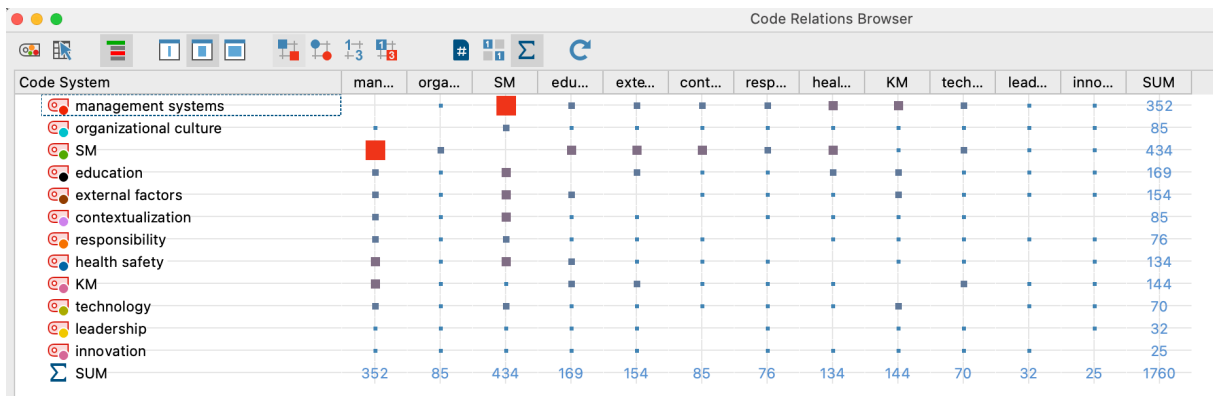 Code Relations Browser
Code System man... orga... SM edu... exte... cont... resp... heal... KM tech... lead... inno... SUM
management systems 352
organizational culture 85
SM 434
education 169
external factors 154
contextualization 85
responsibility 76
health safety 134
KM 144
technology 70
leadership 32
innovation 25
Σ SUM 352 85 434 169 154 85 76 134 144 70 32 25 1760